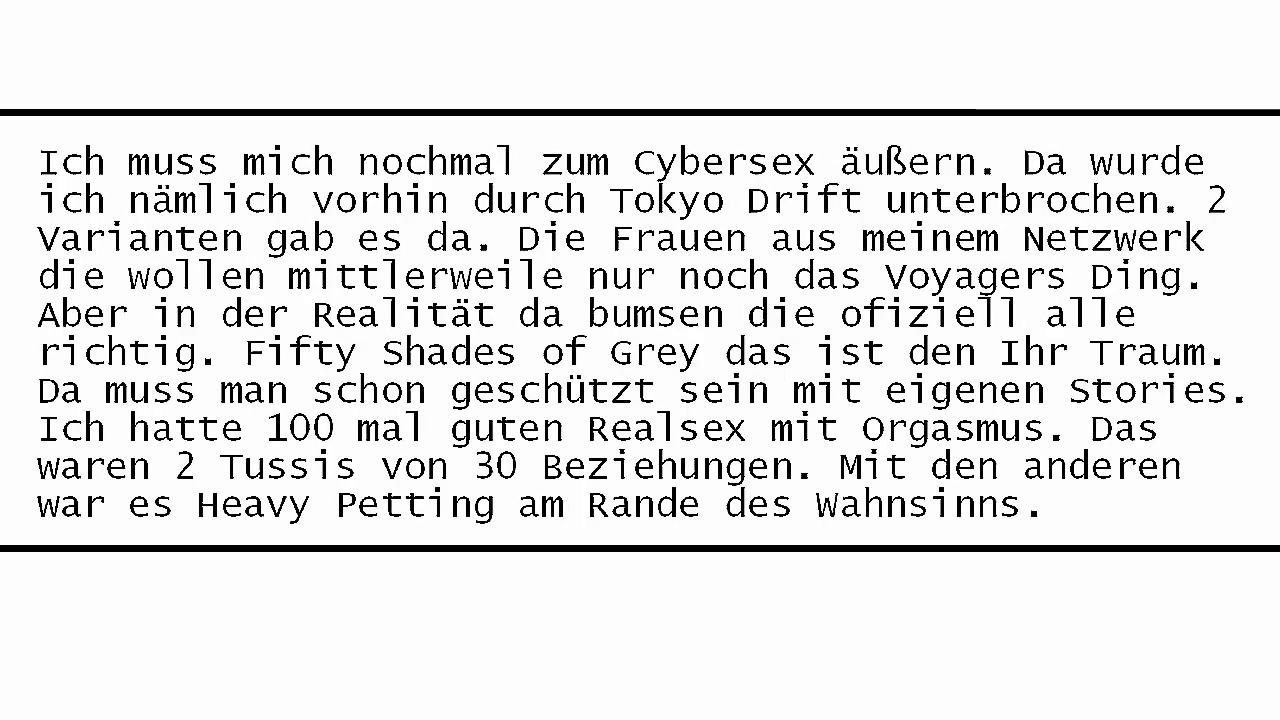 Ich muss mich nochmal zum Cybersex äußern. Da wurde
ich nämlich vorhin durch Tokyo Drift unterbrochen. 2
Varianten gab es da. Die Frauen aus meinem Netzwerk
die wollen mittlerweile nur noch das Voyagers Ding.
Aber in der Realität da bumsen die ofiziell alle
richtig. Fifty Shades of Grey das ist den Ihr Traum.
Da muss man schon geschützt sein mit eigenen Stories.
Ich hatte 100 mal guten Realsex mit Orgasmus. Das
waren 2 Tussis von 30 Beziehungen. Mit den anderen
war es Heavy Petting am Rande des Wahnsinns.